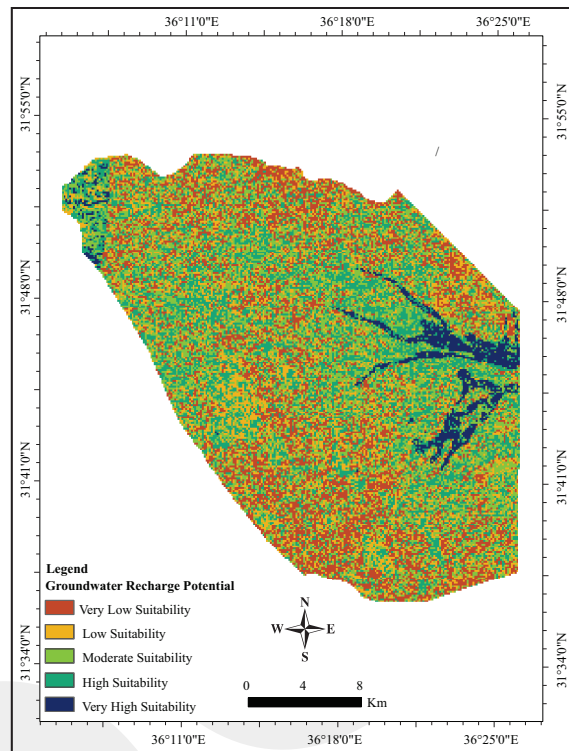 36°11'0"E 36°18'0"E 36°25'0"E
31°55'0"N 31°55'0"N
31°48'0"N 31°48'0"N
31°41'0"N 31°41'0"N
31°34'0"N 31°34'0"N
Legend
Groundwater Recharge Potential
Very Low Suitability
Low Suitability
Moderate Suitability
High Suitability
Very High Suitability
N
W E
S
0 4 8
Km
36°11'0"E 36°18'0"E 36°25'0"E